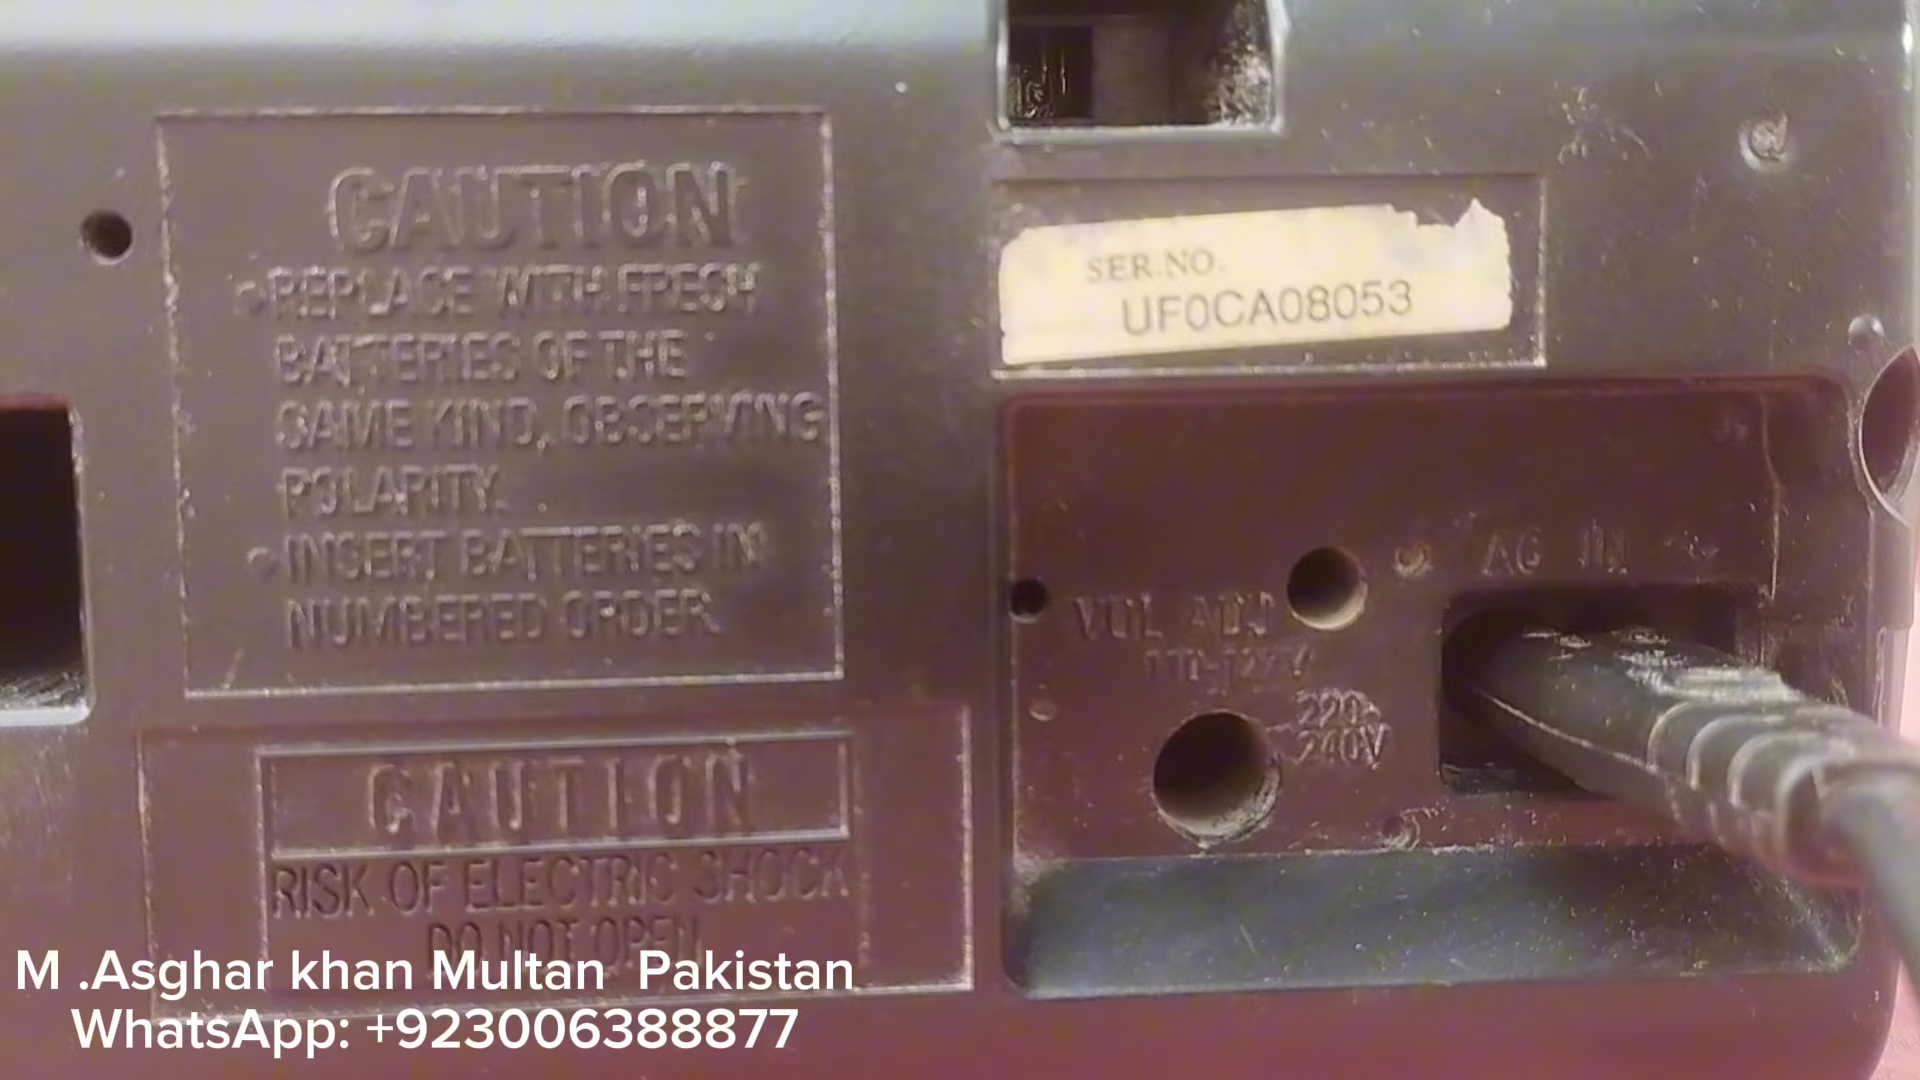 CAUTION
REPLACE WITH FRESH
BATTERIES OF THE
SAME KIND, OBSERVING
POLARITY.
INSERT BATTERIES IN
NUMBERED ORDER.
CAUTION
RISK OF ELECTRIC SHOCK
DO NOT OPEN
SER.NO.
UF0CA08053
AC IN ~
VOL ADJ
110-127V
220-
240V
M .Asghar khan Multan Pakistan
WhatsApp: +923006388877